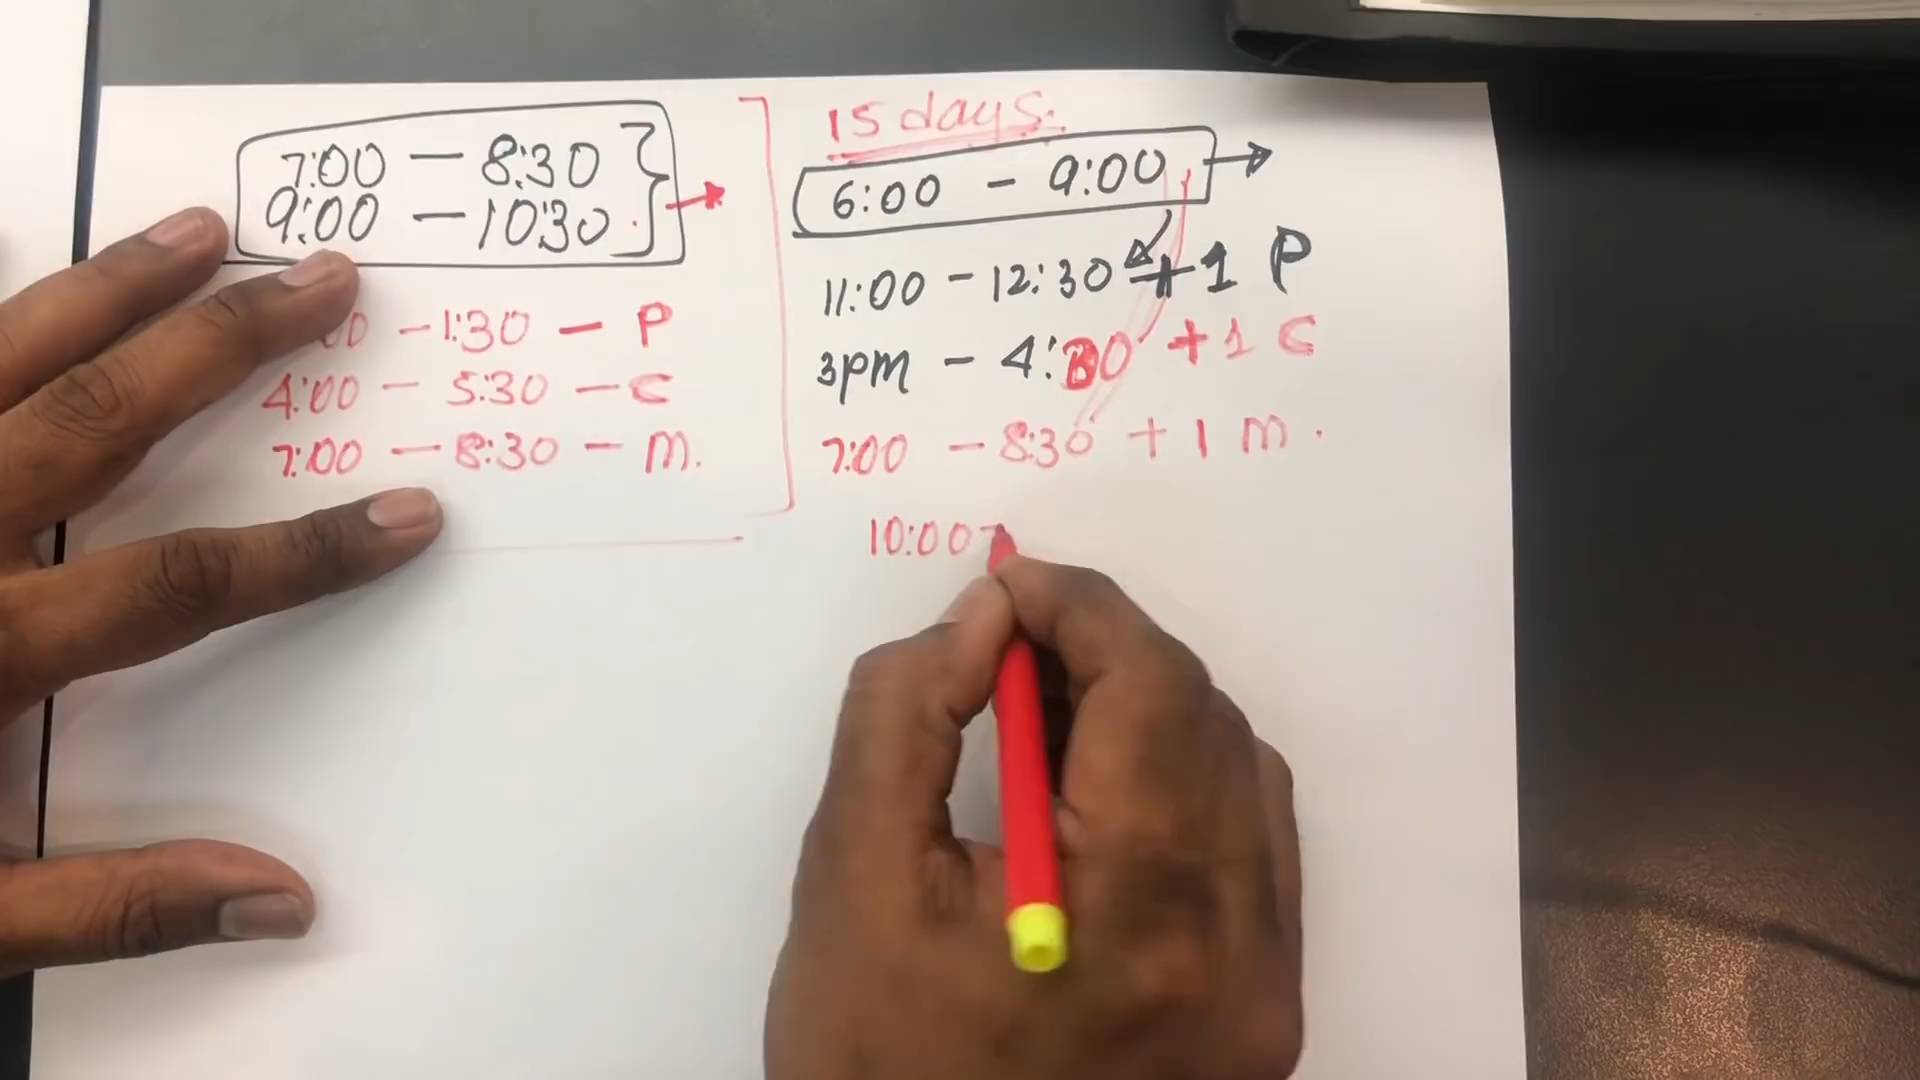 7:00 — 8:30
9:00 — 10:30
00 — 1:30 — P
4:00 — 5:30 — C
7:00 — 8:30 — M.
15 days.
6:00 - 9:00
11:00 - 12:30 +1 P
3pm - 4:30 +1 C
7:00 - 8:30 + 1 M.
10:00 -